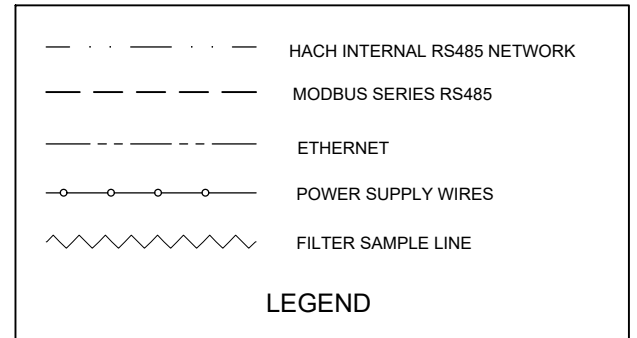 HACH INTERNAL RS485 NETWORK
MODBUS SERIES RS485
ETHERNET
POWER SUPPLY WIRES
FILTER SAMPLE LINE
LEGEND